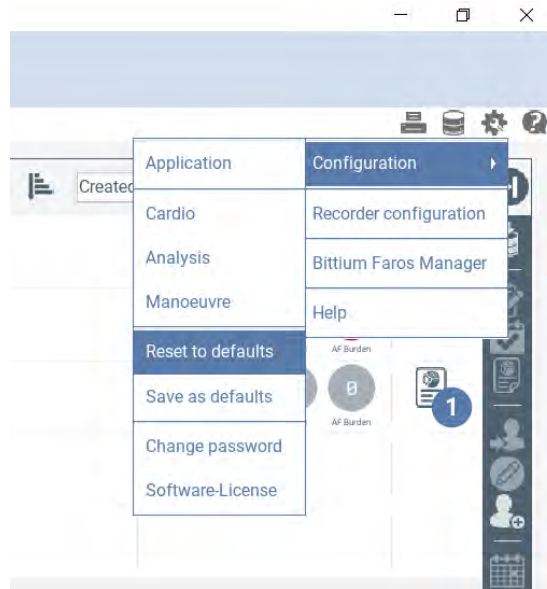 Created
Application
Cardio
Analysis
Manoeuvre
Reset to defaults
Save as defaults
Change password
Software-License
Configuration
Recorder configuration
Bittium Faros Manager
Help
AF Burden
0
AF Burden
1